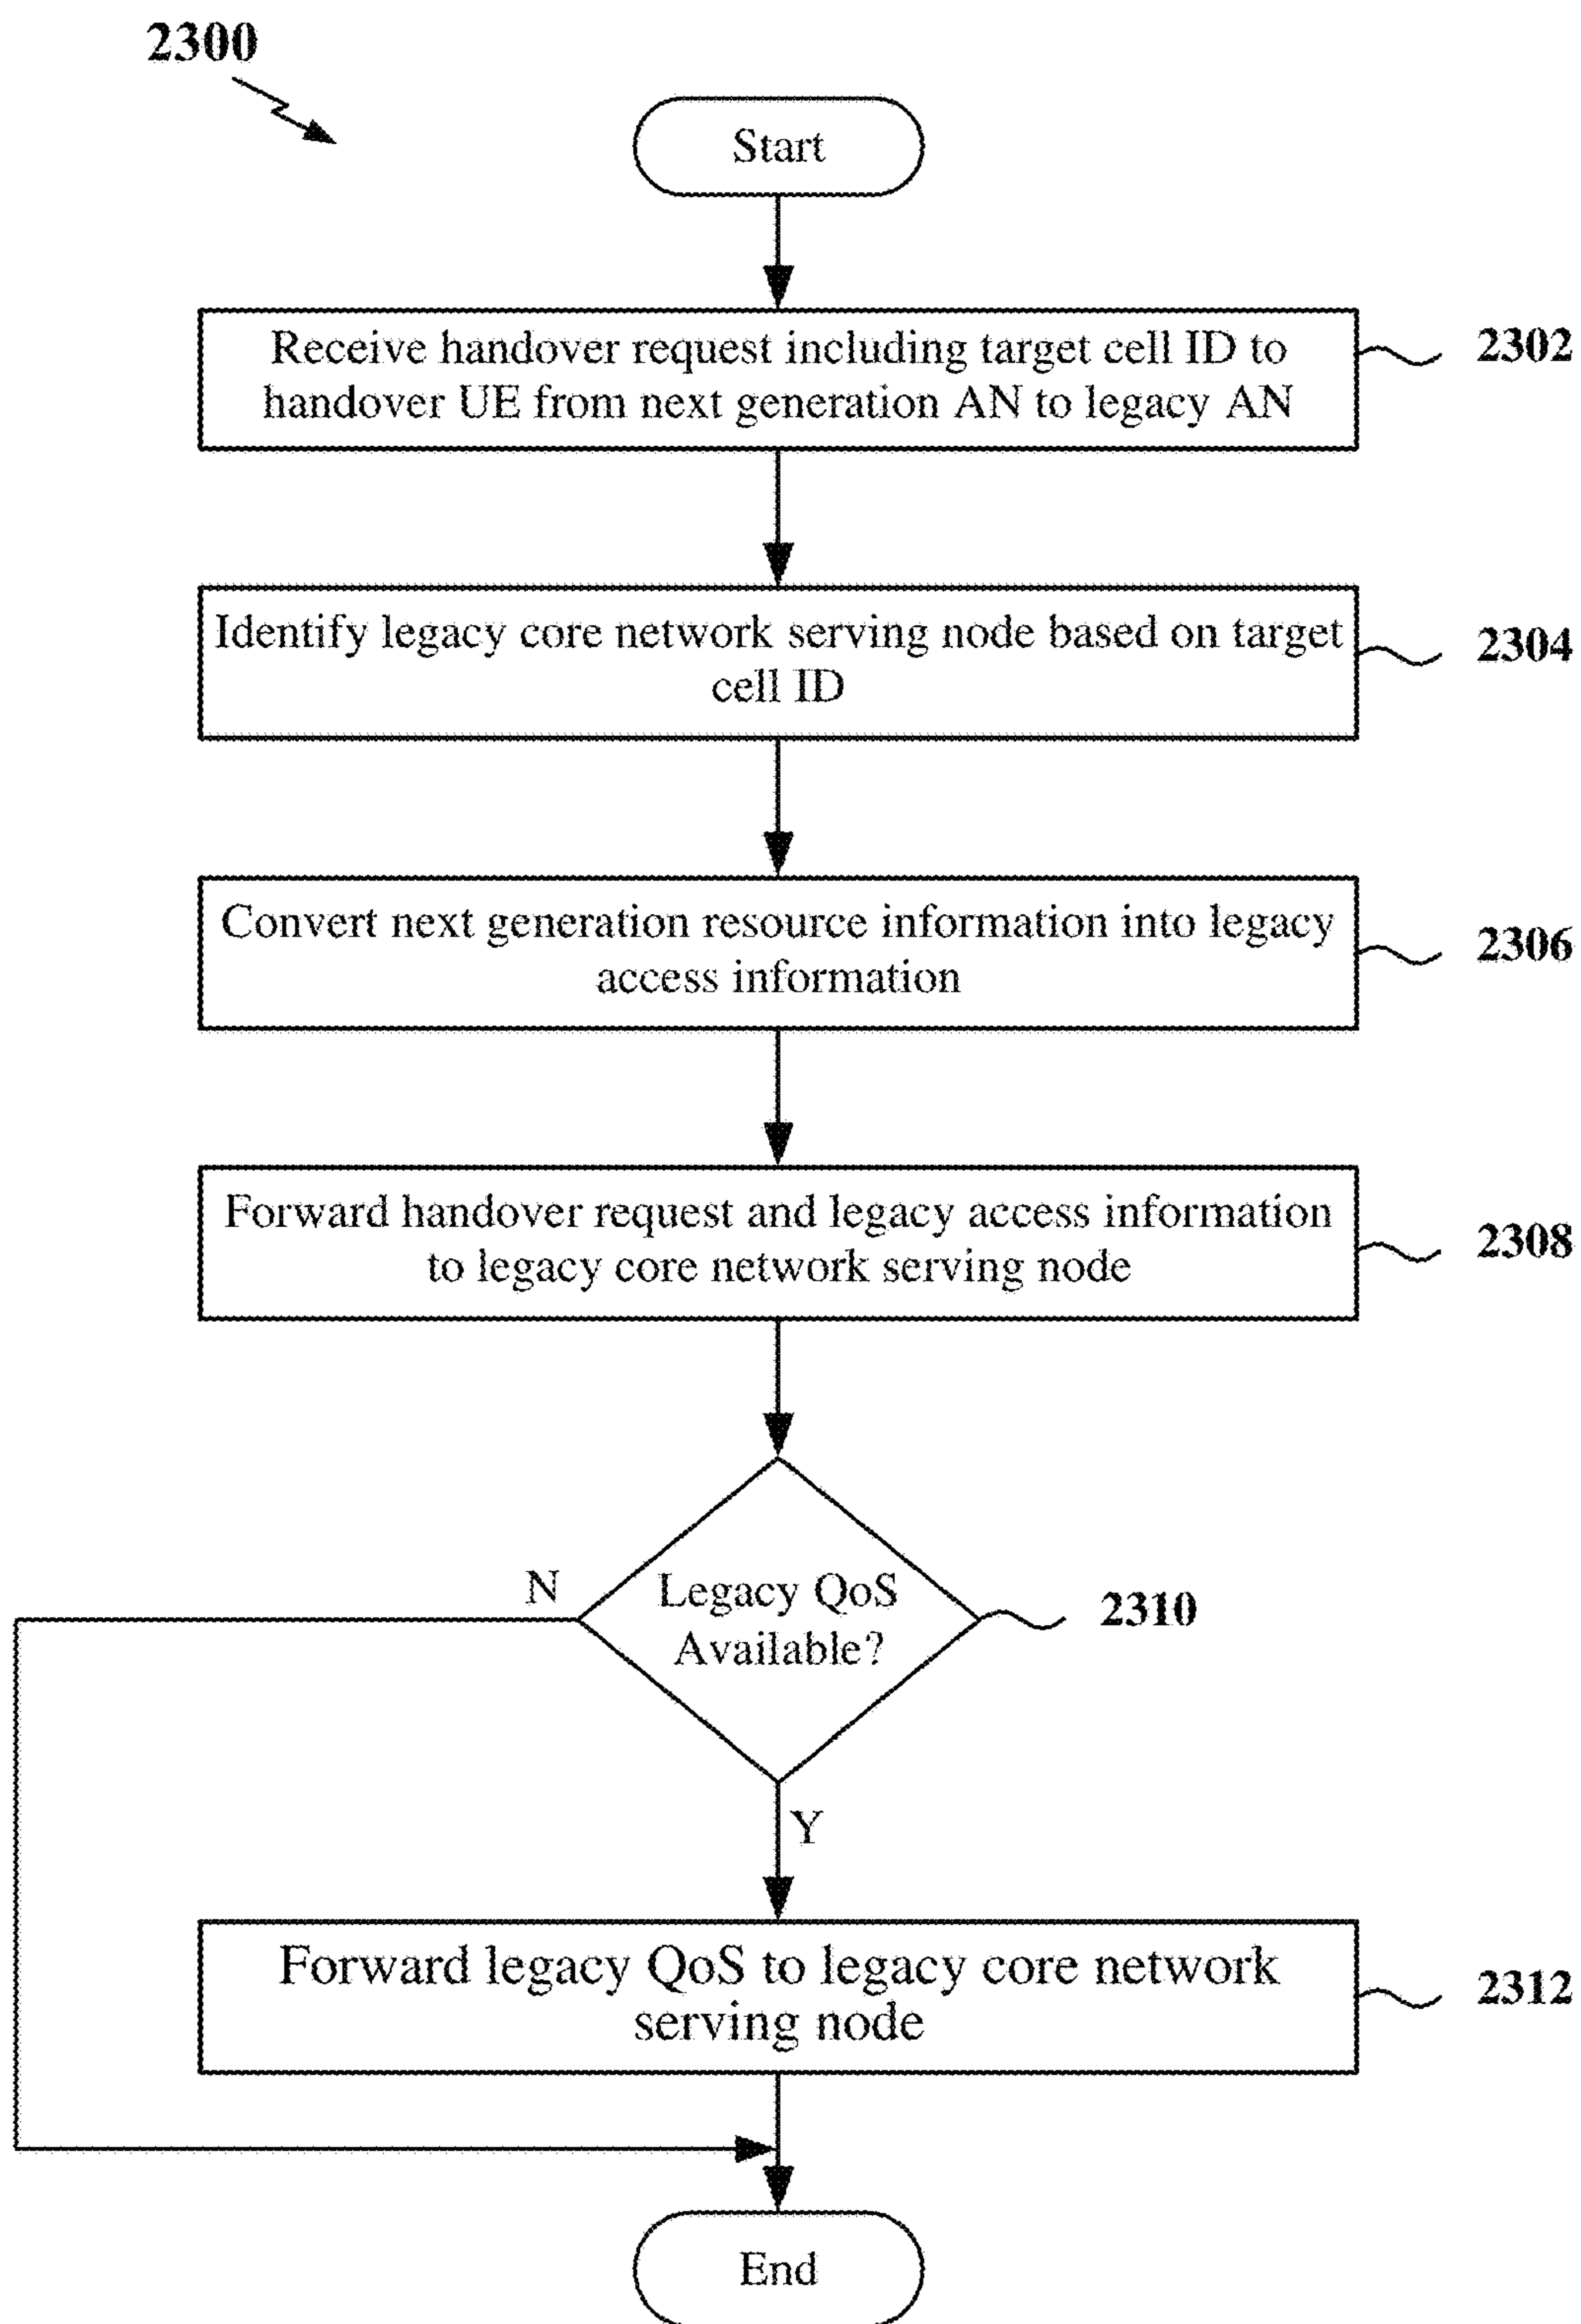 2300
Start
Receive handover request including target cell ID to
handover UE from next generation AN to legacy AN
2302
Identify legacy core network serving node based on target
cell ID
2304
Convert next generation resource information into legacy
access information
2306
Forward handover request and legacy access information
to legacy core network serving node
2308
N
Legacy QoS
Available?
2310
Y
Forward legacy QoS to legacy core network
serving node
2312
End